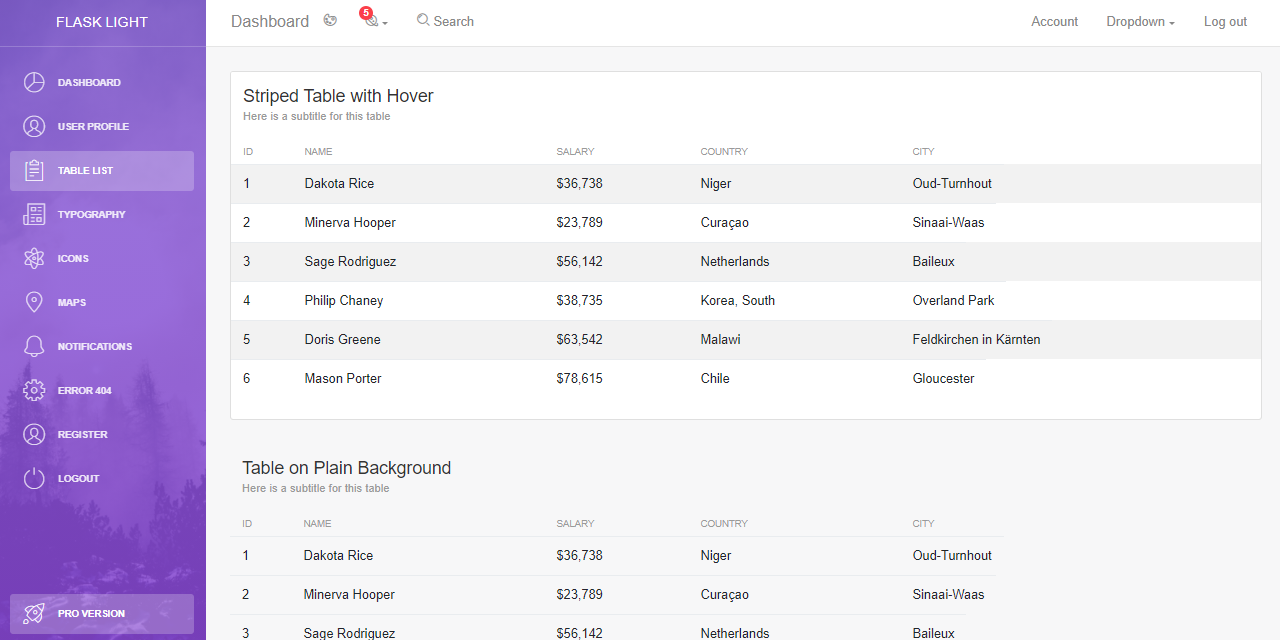 FLASK LIGHT
DASHBOARD
USER PROFILE
TABLE LIST
TYPOGRAPHY
ICONS
MAPS
NOTIFICATIONS
ERROR 404
REGISTER
LOGOUT
PRO VERSION
Dashboard 5 Search Account Dropdown Log out
Striped Table with Hover
Here is a subtitle for this table
ID NAME SALARY COUNTRY CITY
1 Dakota Rice $36,738 Niger Oud-Turnhout
2 Minerva Hooper $23,789 Curaçao Sinaai-Waas
3 Sage Rodriguez $56,142 Netherlands Baileux
4 Philip Chaney $38,735 Korea, South Overland Park
5 Doris Greene $63,542 Malawi Feldkirchen in Kärnten
6 Mason Porter $78,615 Chile Gloucester
Table on Plain Background
Here is a subtitle for this table
ID NAME SALARY COUNTRY CITY
1 Dakota Rice $36,738 Niger Oud-Turnhout
2 Minerva Hooper $23,789 Curaçao Sinaai-Waas
3 Sage Rodriguez $56,142 Netherlands Baileux